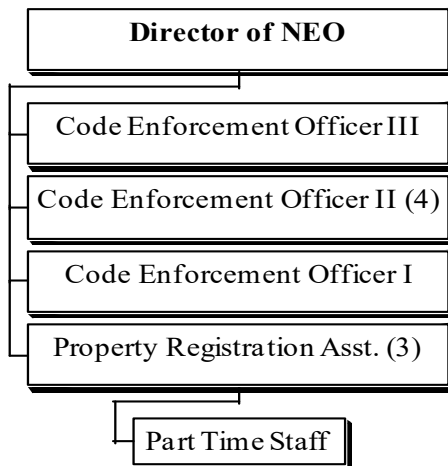 Director of NEO
Code Enforcement Officer III
Code Enforcement Officer II (4)
Code Enforcement Officer I
Property Registration Asst. (3)
Part Time Staff